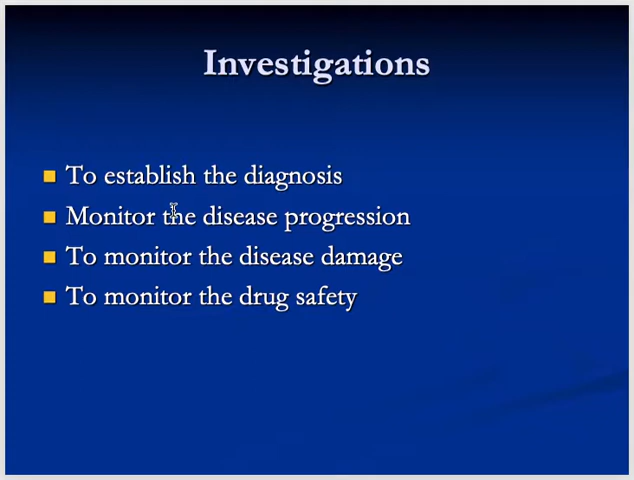 Investigations
To establish the diagnosis
Monitor the disease progression
To monitor the disease damage
To monitor the drug safety